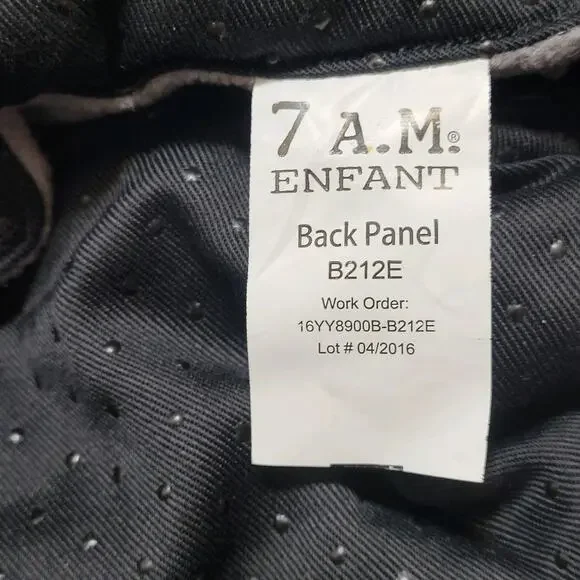 7 A.M.®
ENFANT
Back Panel
B212E
Work Order:
16YY8900B-B212E
Lot # 04/2016